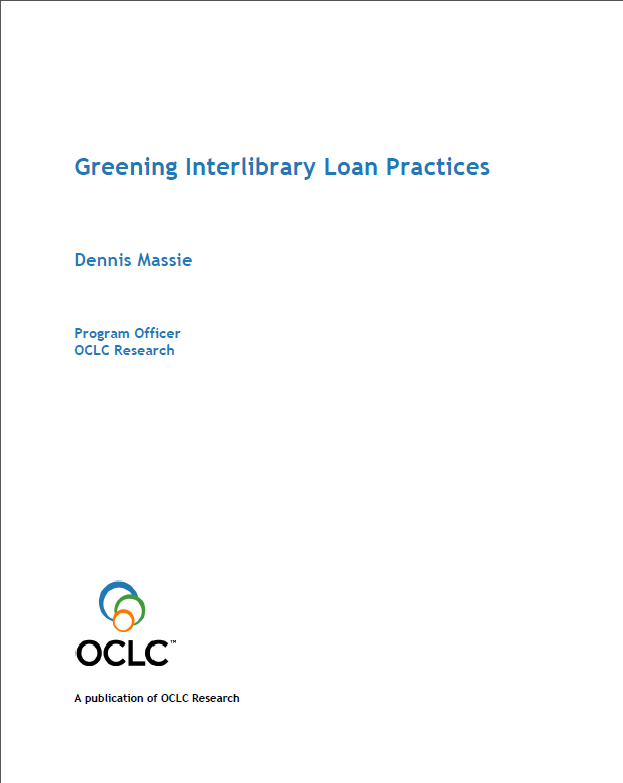 Greening Interlibrary Loan Practices
Dennis Massie
Program Officer
OCLC Research
OCLC™
A publication of OCLC Research